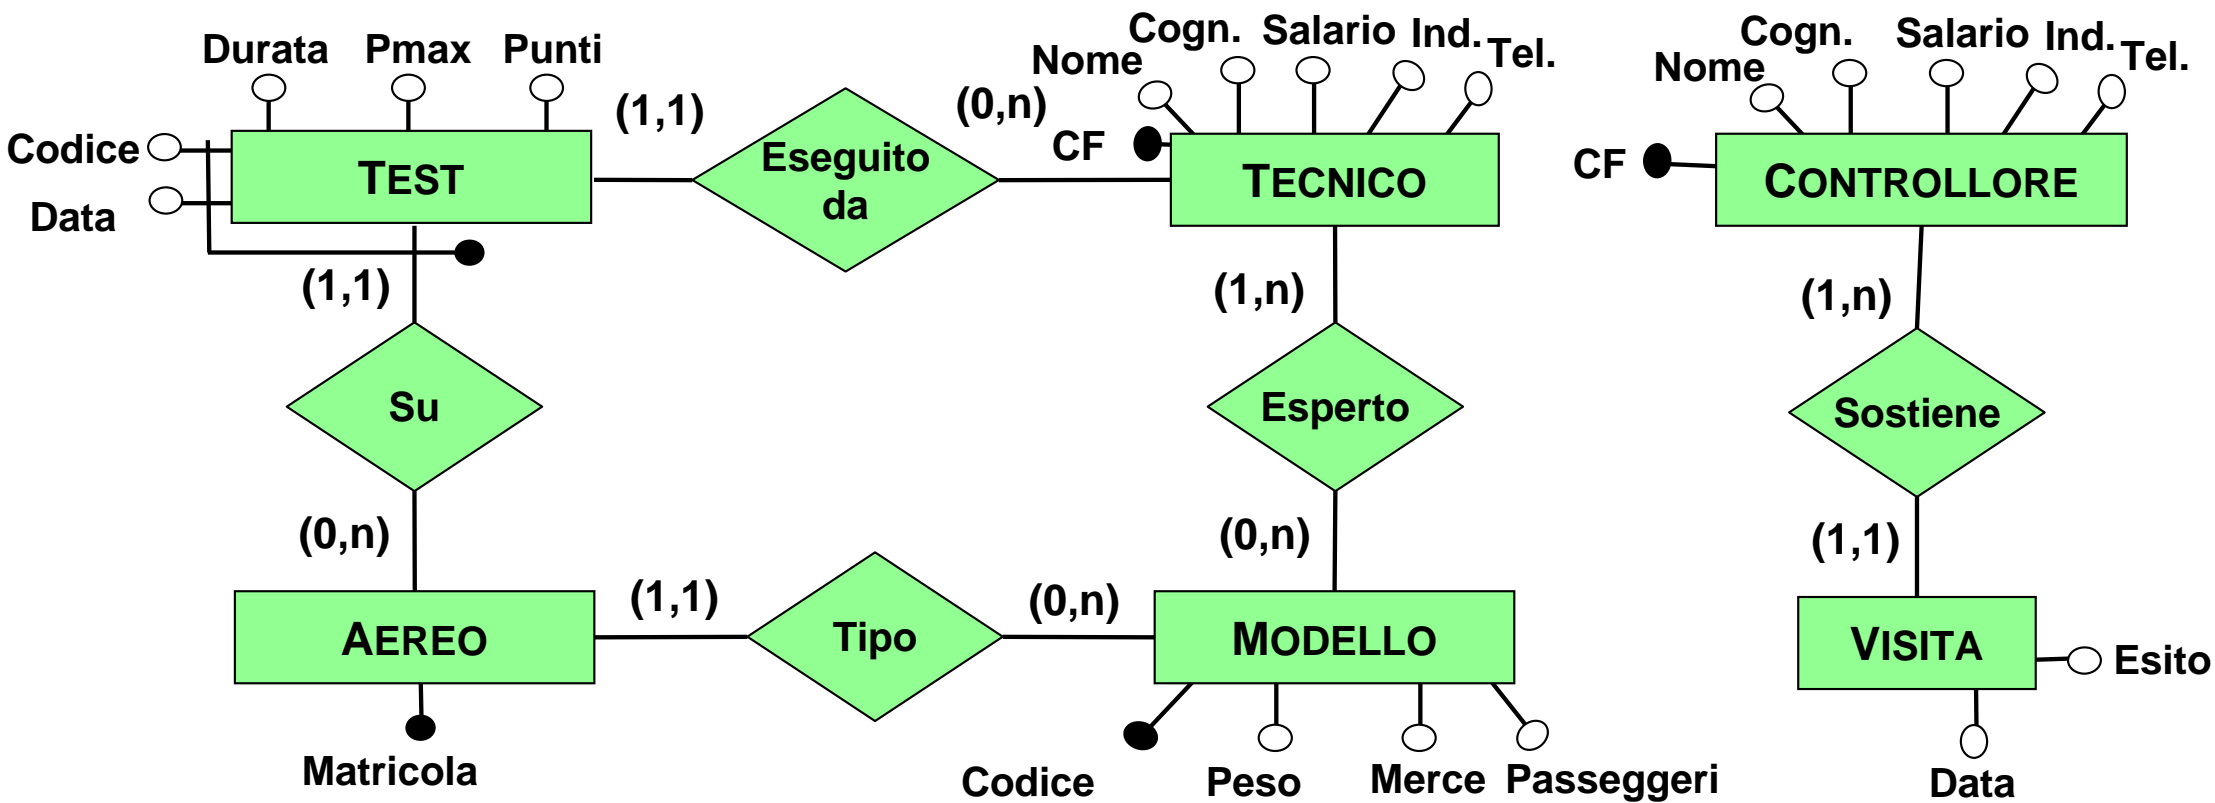 Durata Pmax Punti
Cogn. Salario Ind. Tel.
Nome
Cogn. Salario Ind. Tel.
Nome
(1,1) (0,n)
Codice
Data
TEST
Eseguito
da
CF
TECNICO
CF
CONTROLLORE
(1,1)
(1,n)
(1,n)
Su
Esperto
Sostiene
(0,n)
(0,n)
(1,1)
AEREO
(1,1)
Tipo
(0,n)
MODELLO
VISITA
Esito
Matricola
Codice Peso Merce Passeggeri
Data